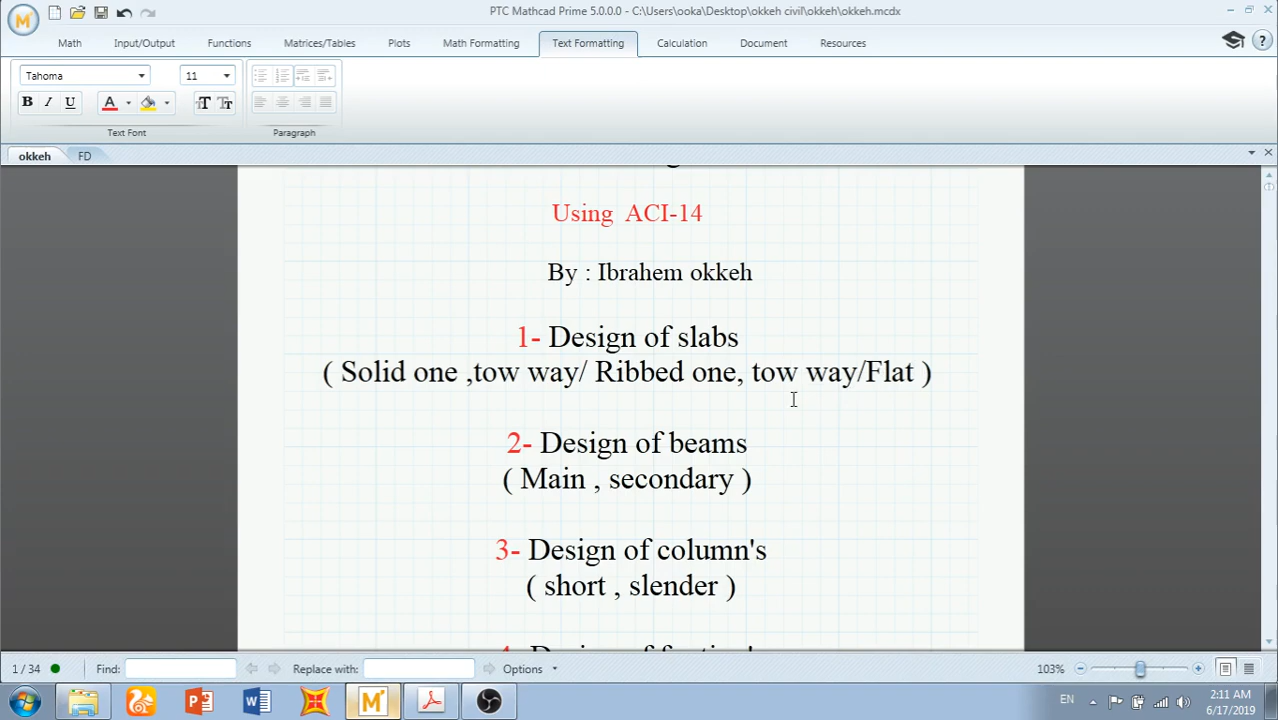 PTC Mathcad Prime 5.0.0.0 - C:\Users\ooka\Desktop\okkeh civil\okkeh\okkeh.mcdx
Math Input/Output Functions Matrices/Tables Plots Math Formatting Text Formatting Calculation Document Resources
Tahoma 11
B I U A
Text Font Paragraph
okkeh FD
Using ACI-14
By : Ibrahem okkeh
1- Design of slabs
( Solid one ,tow way/ Ribbed one, tow way/Flat )
2- Design of beams
( Main , secondary )
3- Design of column's
( short , slender )
1 / 34 Find: Replace with: Options 103%
EN 2:11 AM
6/17/2019